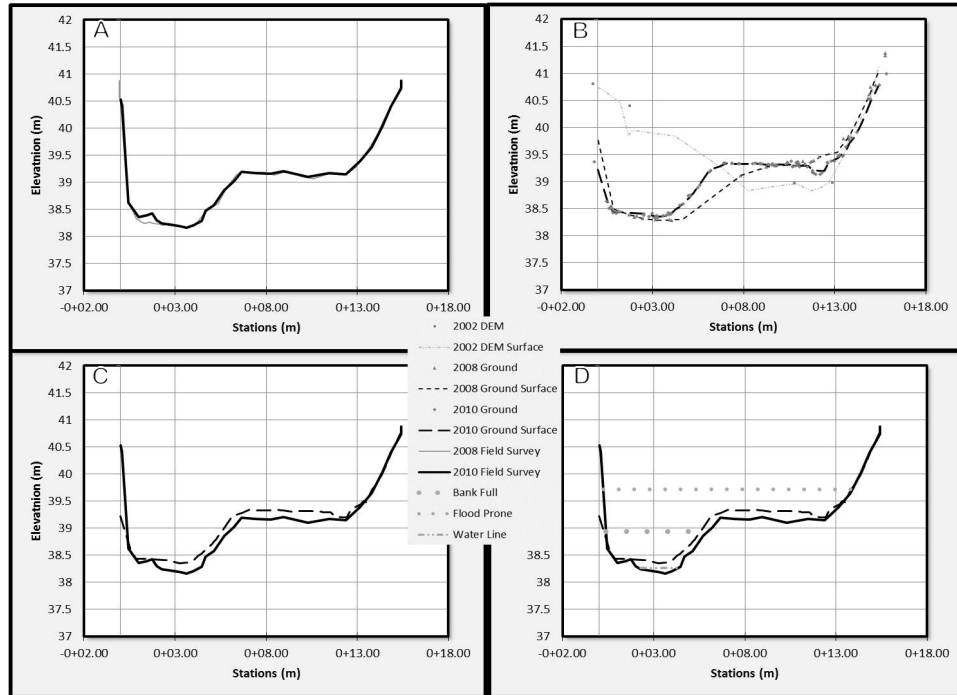 A
42
41.5
41
40.5
40
39.5
39
38.5
38
37.5
37
Elevatnion (m)
-0+02.00 0+03.00 0+08.00 0+13.00 0+18.00
Stations (m)
B
42
41.5
41
40.5
40
39.5
39
38.5
38
37.5
37
Elevatnion (m)
-0+02.00 0+03.00 0+08.00 0+13.00 0+18.00
Stations (m)
2002 DEM
2002 DEM Surface
2008 Ground
2008 Ground Surface
2010 Ground
2010 Ground Surface
2008 Field Survey
2010 Field Survey
Bank Full
Flood Prone
Water Line
C
42
41.5
41
40.5
40
39.5
39
38.5
38
37.5
37
Elevatnion (m)
-0+02.00 0+03.00 0+08.00 0+13.00 0+18.00
Stations (m)
D
42
41.5
41
40.5
40
39.5
39
38.5
38
37.5
37
Elevatnion (m)
-0+02.00 0+03.00 0+08.00 0+13.00 0+18.00
Stations (m)